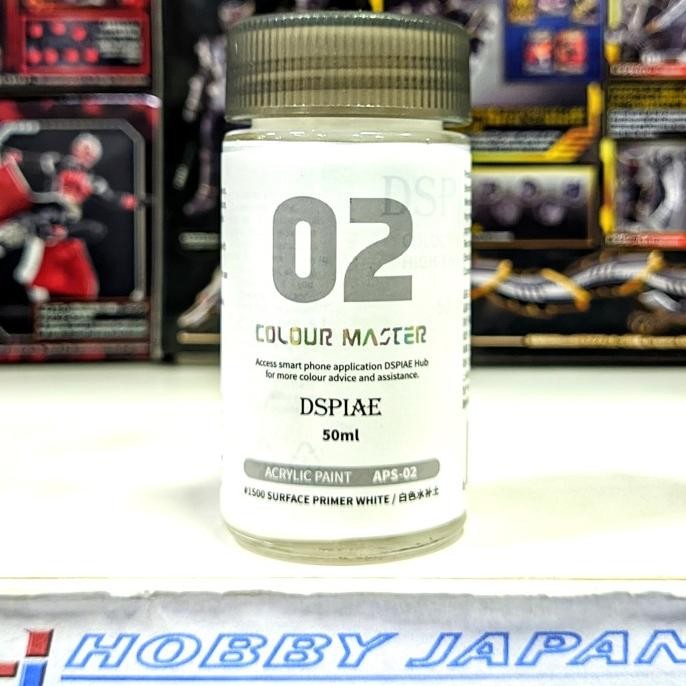 02
COLOUR MASTER
Access smart phone application DSPIAE Hub
for more colour advice and assistance.
DSPIAE
50ml
ACRYLIC PAINT APS-02
#1500 SURFACE PRIMER WHITE / 白色水补土
HOBBY JAPAN